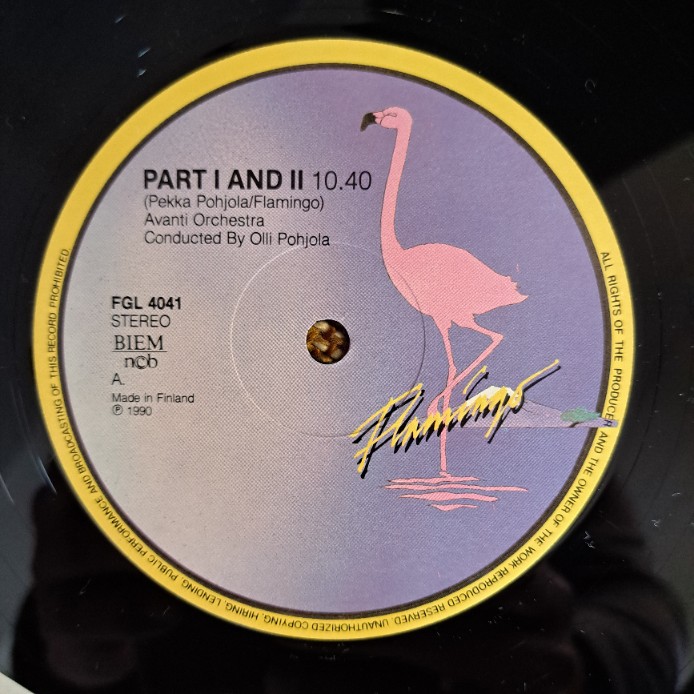 PART I AND II 10.40
(Pekka Pohjola/Flamingo)
Avanti Orchestra
Conducted By Olli Pohjola
FGL 4041
STEREO
BIEM
ncb
A.
Made in Finland
℗ 1990
Flamingo
ALL RIGHTS OF THE PRODUCER AND THE OWNER OF THE WORK REPRODUCED RESERVED. UNAUTHORIZED COPYING, HIRING, LENDING, PUBLIC PERFORMANCE AND BROADCASTING OF THIS RECORD PROHIBITED.